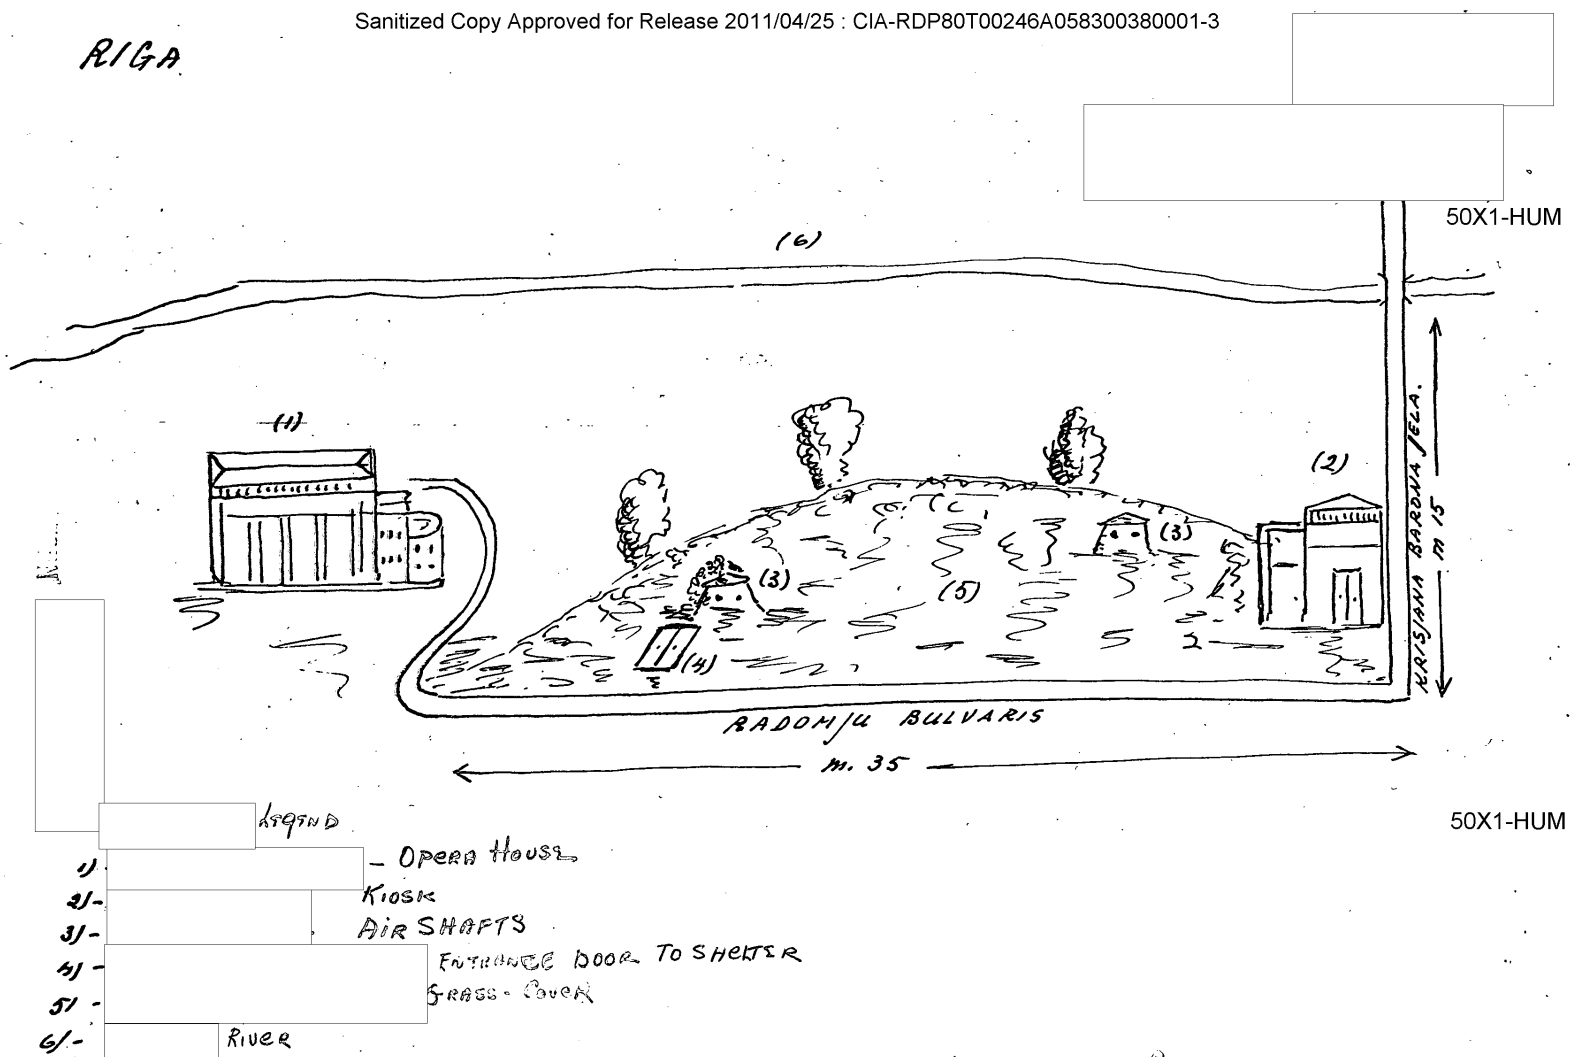 Sanitized Copy Approved for Release 2011/04/25 : CIA-RDP80T00246A058300380001-3
RIGA
50X1-HUM
(6)
(1)
(2)
(3)
(3)
(5)
(4)
KRISJANA BARONA JELA.
m 15
RADOMJU BULVARIS
m. 35
50X1-HUM
LEGEND
1) - OPERA HOUSE
2/- KIOSK
3/- AIR SHAFTS
4/- ENTRANCE DOOR TO SHELTER
5/- GRASS-COVER
6/- RIVER